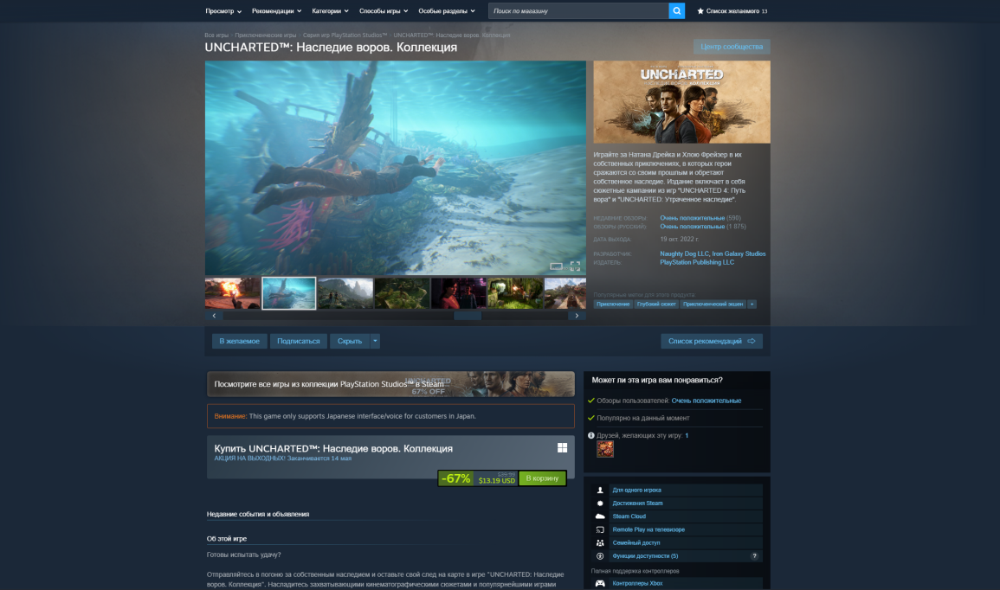 Просмотр Рекомендации Категории Способы игры Особые разделы Поиск по магазину Список желаемого 13
Все игры > Приключенческие игры > Серия игр PlayStation Studios™ > UNCHARTED™: Наследие воров. Коллекция
UNCHARTED™: Наследие воров. Коллекция
Центр сообщества
UNCHARTED
НАСЛЕДИЕ ВОРОВ. КОЛЛЕКЦИЯ
Играйте за Натана Дрейка и Хлою Фрейзер в их
собственных приключениях, в которых герои
сражаются со своим прошлым и обретают
собственное наследие. Издание включает в себя
сюжетные кампании из игр "UNCHARTED 4: Путь
вора" и "UNCHARTED: Утраченное наследие".
НЕДАВНИЕ ОБЗОРЫ: Очень положительные (590)
ОБЗОРЫ (РУССКИЙ): Очень положительные (1 875)
ДАТА ВЫХОДА: 19 окт. 2022 г.
РАЗРАБОТЧИК: Naughty Dog LLC, Iron Galaxy Studios
ИЗДАТЕЛЬ: PlayStation Publishing LLC
Популярные метки для этого продукта:
Приключение Глубокий сюжет Приключенческий экшен +
В желаемое Подписаться Скрыть
Список рекомендаций
Посмотрите все игры из коллекции PlayStation Studios™ в Steam
UNCHARTED
67% OFF
Внимание: This game only supports Japanese interface/voice for customers in Japan.
Купить UNCHARTED™: Наследие воров. Коллекция
АКЦИЯ НА ВЫХОДНЫХ! Заканчивается 14 мая
-67% $39.99 $13.19 USD В корзину
Недавние события и объявления
Об этой игре
Готовы испытать удачу?
Отправляйтесь в погоню за собственным наследием и оставьте свой след на карте в игре "UNCHARTED: Наследие
воров. Коллекция". Насладитесь захватывающими кинематографическими сюжетами и популярнейшими играми
Может ли эта игра вам понравиться?
Обзоры пользователей: Очень положительные
Популярно на данный момент
Друзей, желающих эту игру: 1
Для одного игрока
Достижения Steam
Steam Cloud
Remote Play на телевизоре
Семейный доступ
Функции доступности (5) ?
Полная поддержка контроллеров
Контроллеры Xbox